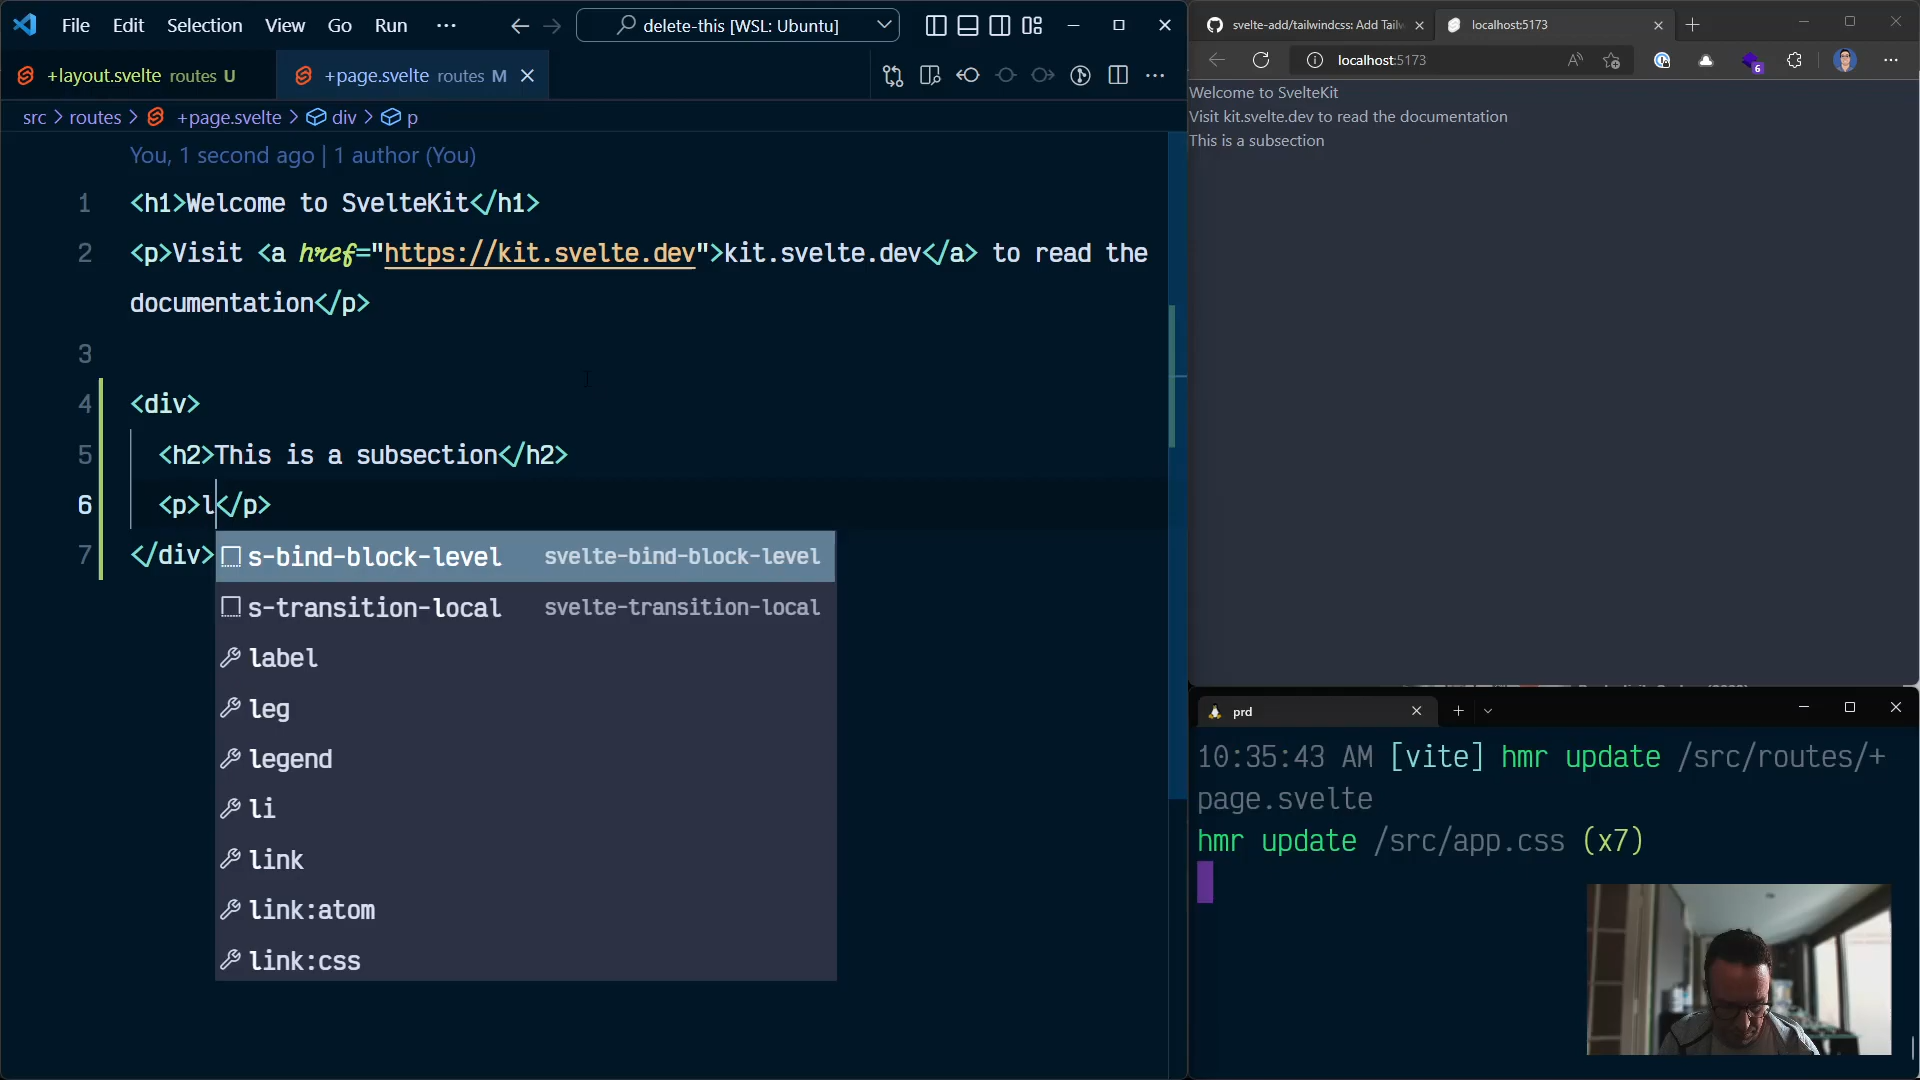 File Edit Selection View Go Run ··· delete-this [WSL: Ubuntu]
+layout.svelte routes U +page.svelte routes M
src > routes > +page.svelte > div > p
You, 1 second ago | 1 author (You)
1 <h1>Welcome to SvelteKit</h1>
2 <p>Visit <a href="https://kit.svelte.dev">kit.svelte.dev</a> to read the
documentation</p>
3
4 <div>
5 <h2>This is a subsection</h2>
6 <p>l</p>
7 </div>
s-bind-block-level svelte-bind-block-level
s-transition-local svelte-transition-local
label
leg
legend
li
link
link:atom
link:css
svelte-add/tailwindcss: Add Tailw localhost:5173
localhost:5173 6
Welcome to SvelteKit
Visit kit.svelte.dev to read the documentation
This is a subsection
prd
10:35:43 AM [vite] hmr update /src/routes/+
page.svelte
hmr update /src/app.css (x7)